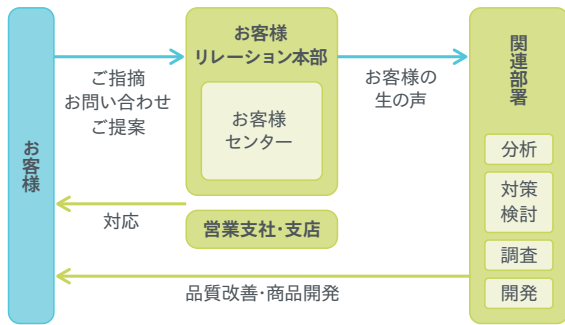 お客様
ご指摘
お問い合わせ
ご提案
対応
お客様
リレーション本部
お客様
センター
営業支社・支店
お客様の
生の声
関連部署
分析
対策
検討
調査
開発
品質改善・商品開発